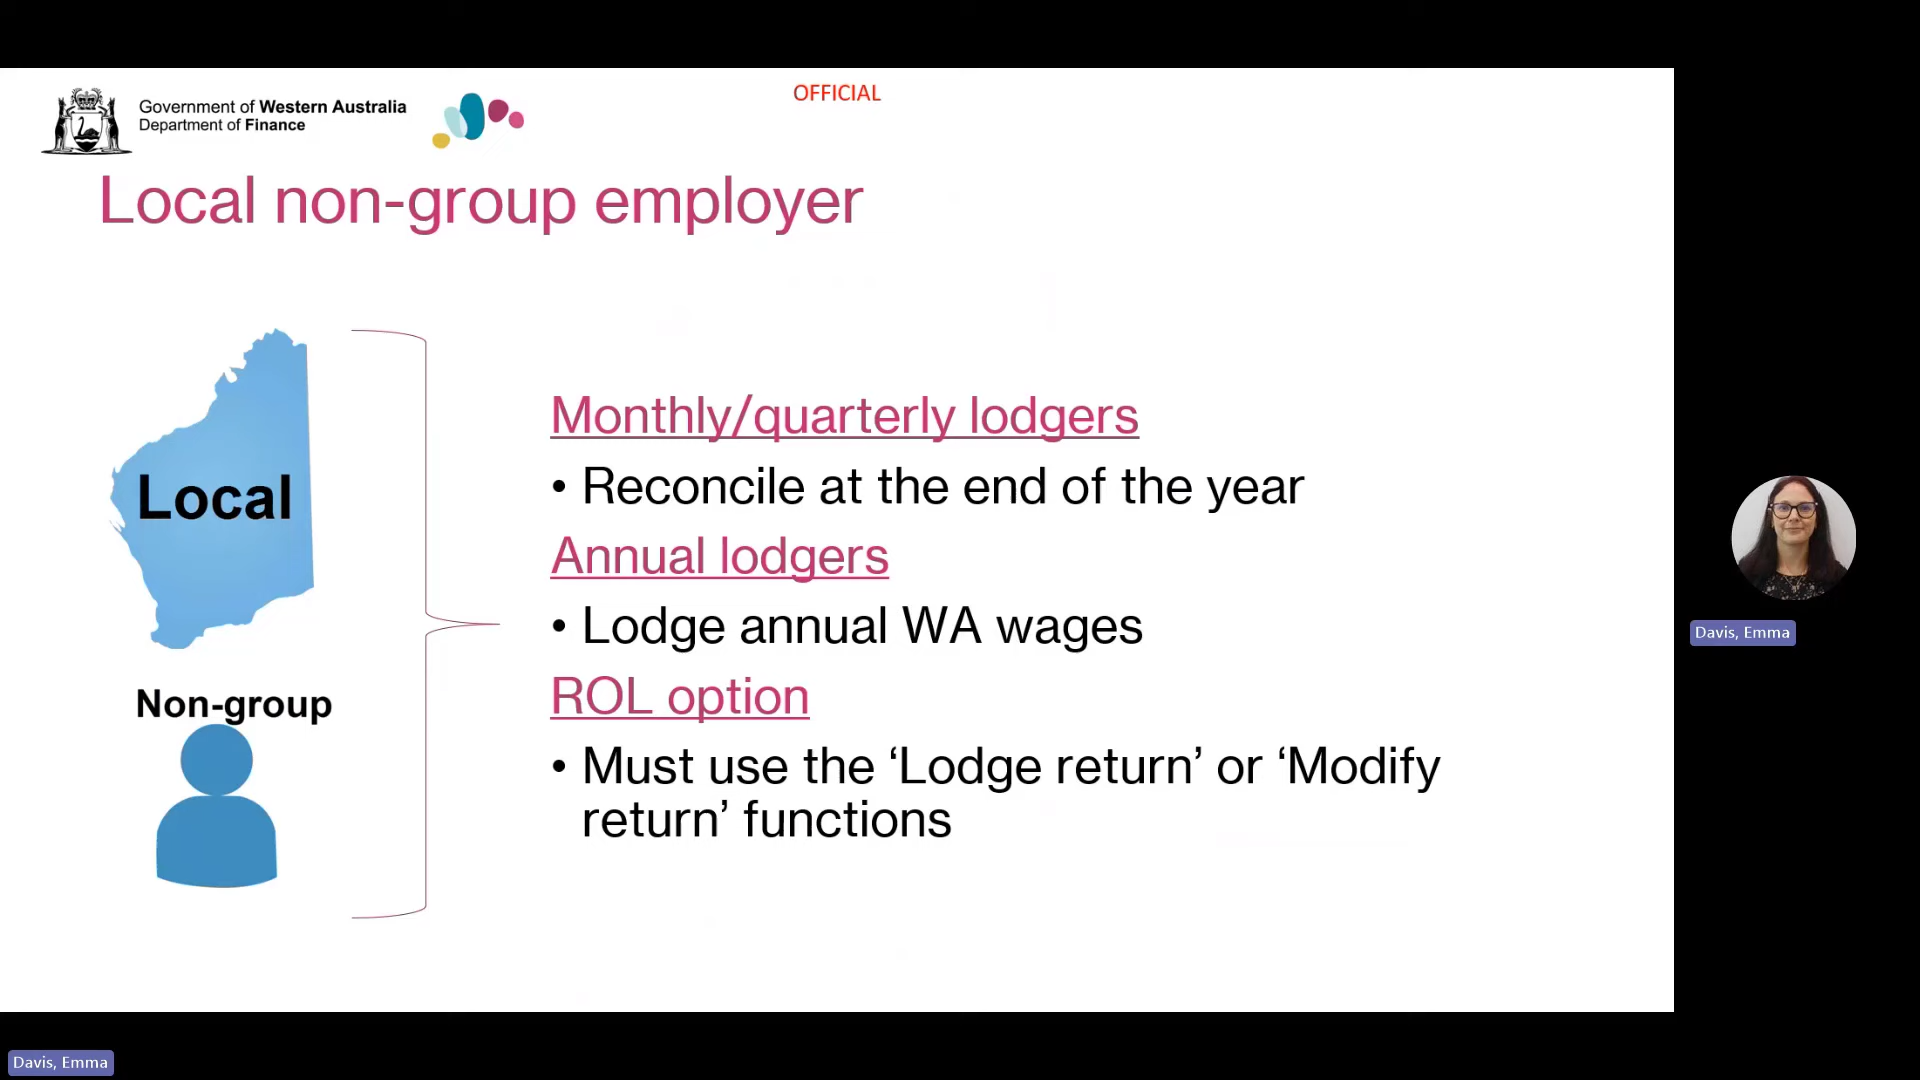 Government of Western Australia
Department of Finance
OFFICIAL
Local non-group employer
Local
Non-group
Monthly/quarterly lodgers
• Reconcile at the end of the year
Annual lodgers
• Lodge annual WA wages
ROL option
• Must use the ‘Lodge return’ or ‘Modify
return’ functions
Davis, Emma
Davis, Emma